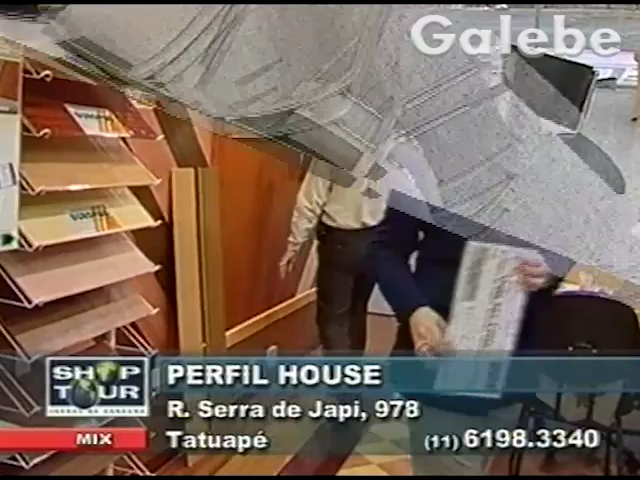 Galebe
SHOP
TOUR
PERFIL HOUSE
R. Serra de Japi, 978
MIX
Tatuapé
(11) 6198.3340